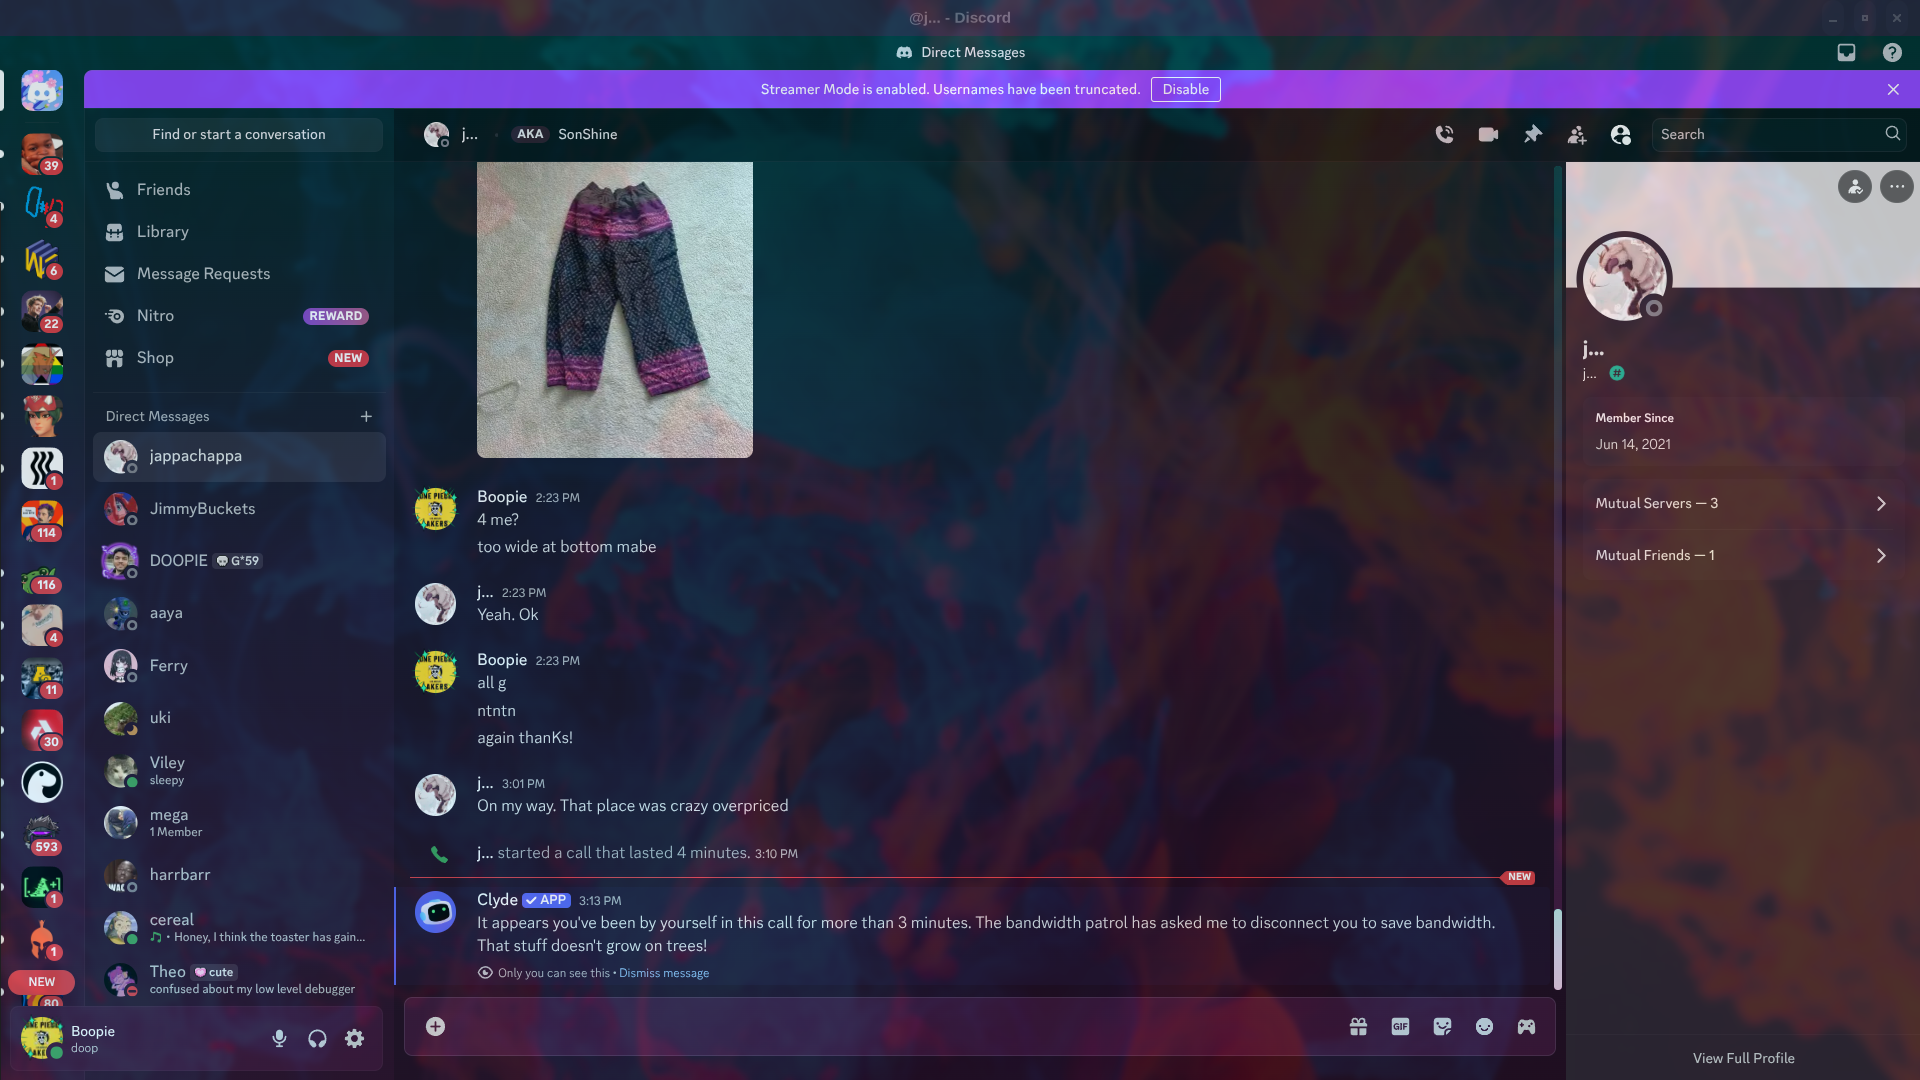 @j... - Discord
Direct Messages
Streamer Mode is enabled. Usernames have been truncated. Disable
Find or start a conversation
j... AKA SonShine
Search
Friends
Library
Message Requests
Nitro REWARD
Shop NEW
Direct Messages
jappachappa
JimmyBuckets
DOOPIE G*59
aaya
Ferry
uki
Viley
sleepy
mega
1 Member
harrbarr
cereal
• Honey, I think the toaster has gain...
Theo cute
confused about my low level debugger
39
4
6
22
1
114
116
4
11
30
593
1
1
NEW
80
Boopie
doop
Boopie 2:23 PM
4 me?
too wide at bottom mabe
j... 2:23 PM
Yeah. Ok
Boopie 2:23 PM
all g
ntntn
again thanKs!
j... 3:01 PM
On my way. That place was crazy overpriced
j... started a call that lasted 4 minutes. 3:10 PM
NEW
Clyde APP 3:13 PM
It appears you've been by yourself in this call for more than 3 minutes. The bandwidth patrol has asked me to disconnect you to save bandwidth.
That stuff doesn't grow on trees!
Only you can see this • Dismiss message
GIF
j...
j...
Member Since
Jun 14, 2021
Mutual Servers — 3
Mutual Friends — 1
View Full Profile